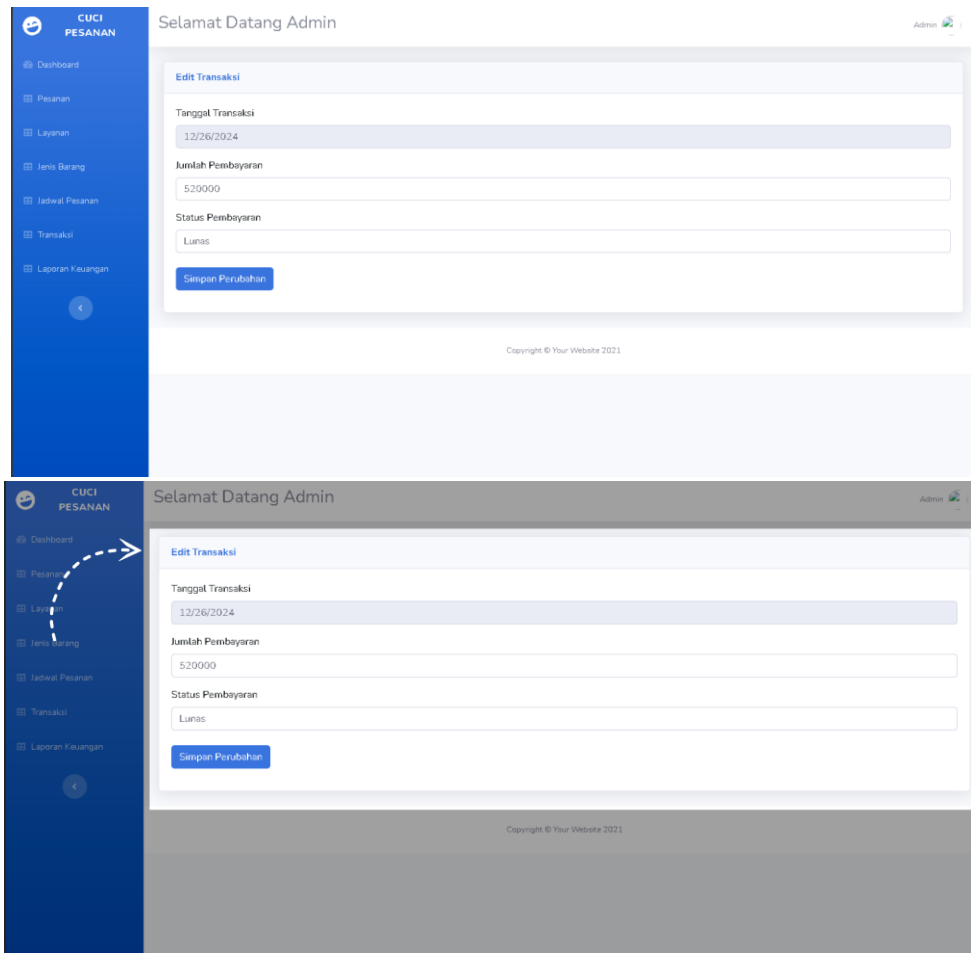 CUCI
PESANAN
Selamat Datang Admin
Admin
Dashboard
Pesanan
Layanan
Jenis Barang
Jadwal Pesanan
Transaksi
Laporan Keuangan
Edit Transaksi
Tanggal Transaksi
12/26/2024
Jumlah Pembayaran
520000
Status Pembayaran
Lunas
Simpan Perubahan
Copyright © Your Website 2021
CUCI
PESANAN
Selamat Datang Admin
Admin
Dashboard
Pesanan
Layanan
Jenis Barang
Jadwal Pesanan
Transaksi
Laporan Keuangan
Edit Transaksi
Tanggal Transaksi
12/26/2024
Jumlah Pembayaran
520000
Status Pembayaran
Lunas
Simpan Perubahan
Copyright © Your Website 2021